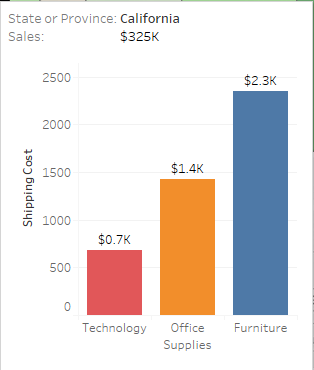 State or Province: California
Sales: $325K
Shipping Cost
2500
2000
1500
1000
500
0
$0.7K
$1.4K
$2.3K
Technology
Office
Supplies
Furniture